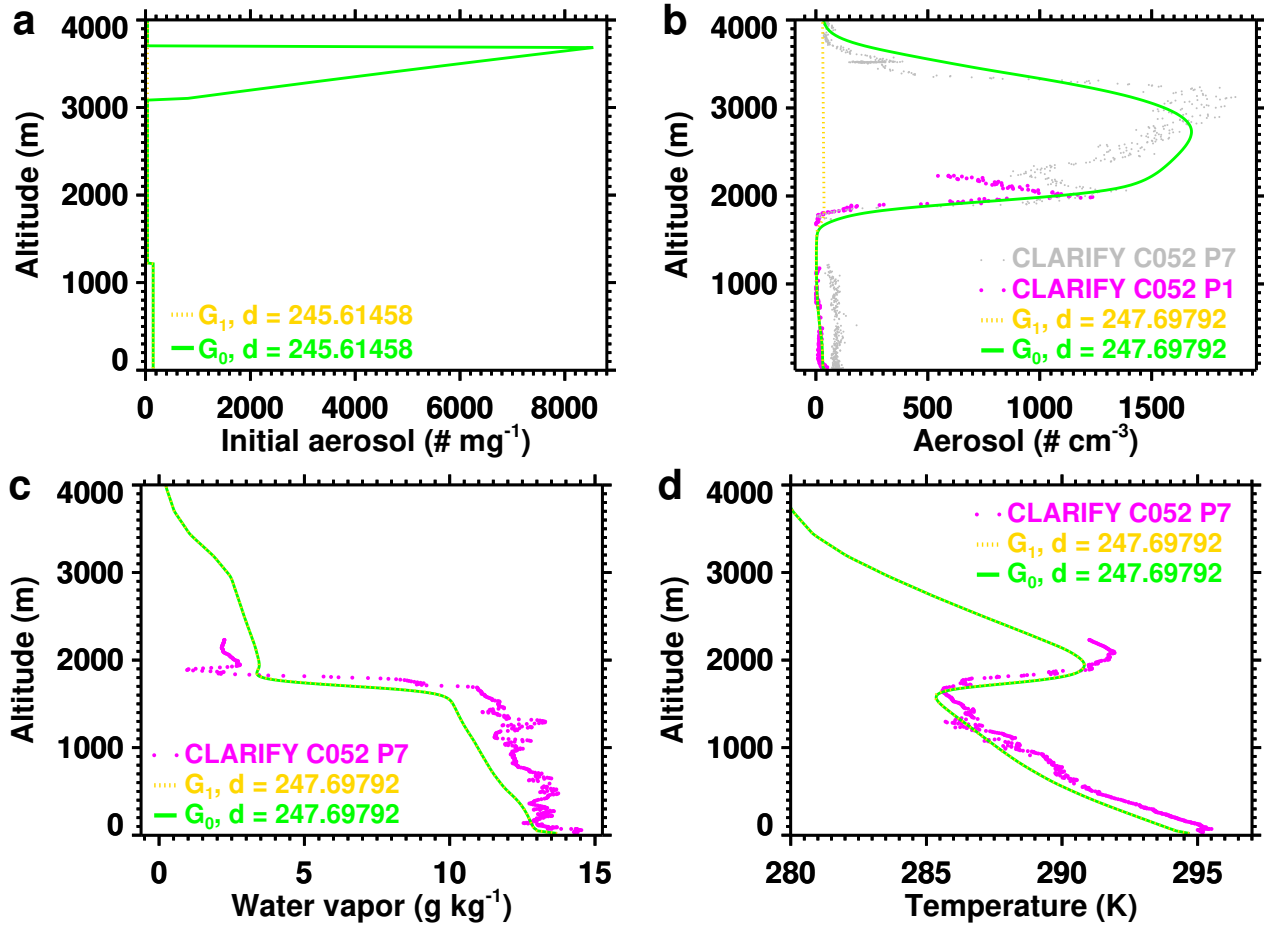 a
4000
3000
2000
1000
0
Altitude (m)
G₁, d = 245.61458
G₀, d = 245.61458
0 2000 4000 6000 8000
Initial aerosol (# mg⁻¹)
b
4000
3000
2000
1000
Altitude (m)
CLARIFY C052 P7
CLARIFY C052 P1
G₁, d = 247.69792
G₀, d = 247.69792
0 500 1000 1500
Aerosol (# cm⁻³)
c
4000
3000
2000
1000
0
Altitude (m)
CLARIFY C052 P7
G₁, d = 247.69792
G₀, d = 247.69792
0 5 10 15
Water vapor (g kg⁻¹)
d
4000
3000
2000
1000
0
Altitude (m)
CLARIFY C052 P7
G₁, d = 247.69792
G₀, d = 247.69792
280 285 290 295
Temperature (K)